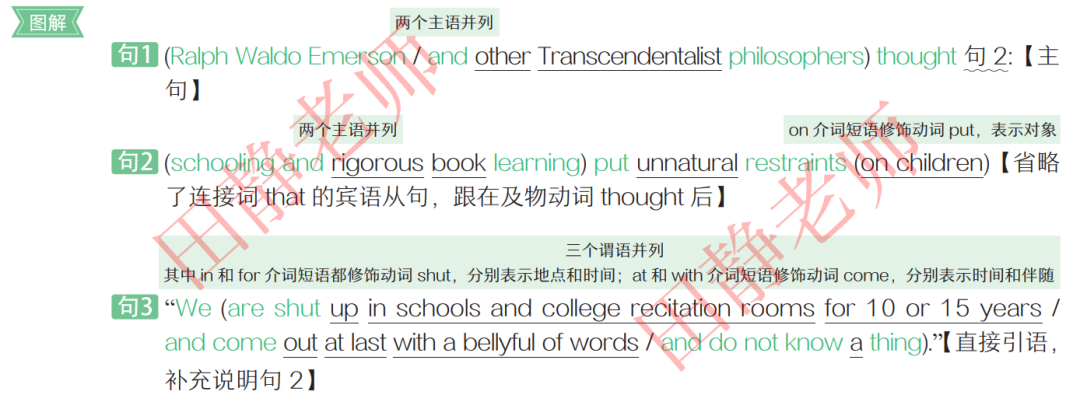 图解
两个主语并列
句1 (Ralph Waldo Emerson / and other Transcendentalist philosophers) thought 句 2:【主
句】
两个主语并列
on 介词短语修饰动词 put，表示对象
句2 (schooling and rigorous book learning) put unnatural restraints (on children)【省略
了连接词 that 的宾语从句，跟在及物动词 thought 后】
三个谓语并列
其中 in 和 for 介词短语都修饰动词 shut，分别表示地点和时间；at 和 with 介词短语修饰动词 come，分别表示时间和伴随
句3 “We (are shut up in schools and college recitation rooms for 10 or 15 years /
and come out at last with a bellyful of words / and do not know a thing).”【直接引语，
补充说明句 2】
田静老师
田静老师